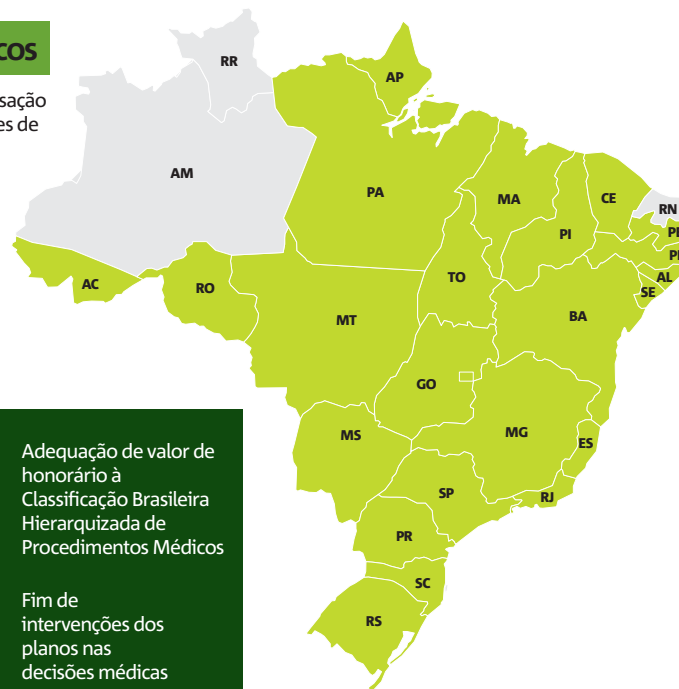 COS
sação
es de
RR
AP
AM
PA
MA
CE
RN
PI
TO
AL
SE
AC
RO
MT
BA
GO
MS
MG
ES
SP
RJ
PR
SC
RS
Adequação de valor de
honorário à
Classificação Brasileira
Hierarquizada de
Procedimentos Médicos
Fim de
intervenções dos
planos nas
decisões médicas